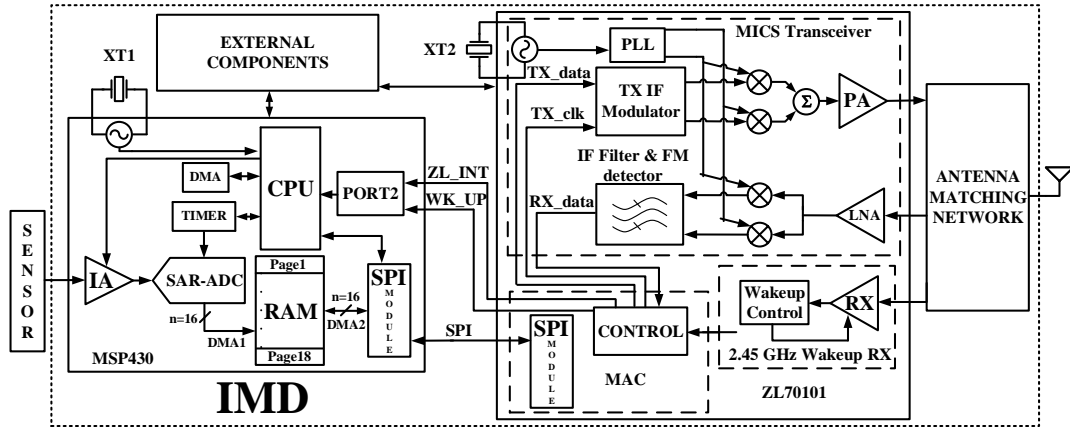 EXTERNAL
COMPONENTS
XT1
XT2
MICS Transceiver
PLL
TX_data
TX IF
Modulator
TX_clk
Σ
PA
IF Filter & FM
detector
RX_data
LNA
ANTENNA
MATCHING
NETWORK
CPU
DMA
TIMER
PORT2
ZL_INT
WK_UP
SENSOR
IA
SAR-ADC
n=16
DMA1
Page1
RAM
Page18
n=16
DMA2
SPI
MODULE
MSP430
SPI
SPI
MODULE
CONTROL
MAC
Wakeup
Control
RX
2.45 GHz Wakeup RX
ZL70101
IMD